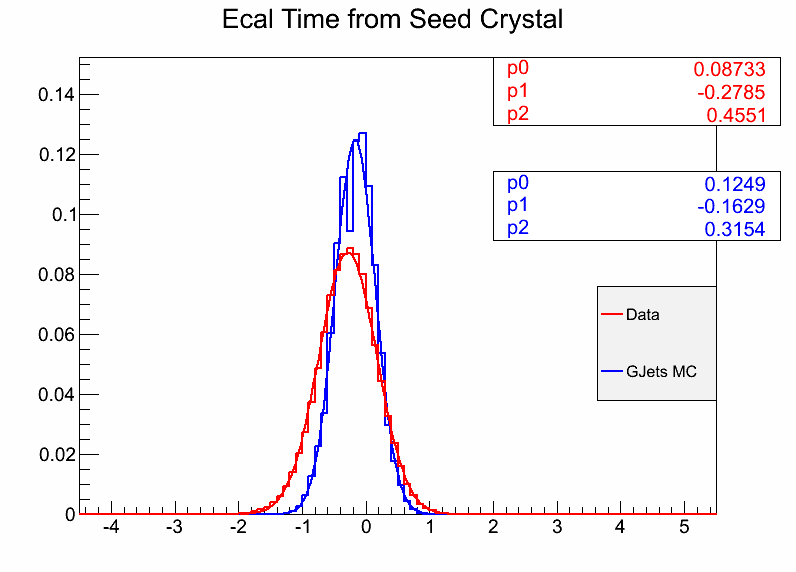 Ecal Time from Seed Crystal
p0 0.08733
p1 -0.2785
p2 0.4551
p0 0.1249
p1 -0.1629
p2 0.3154
Data
GJets MC
0.14
0.12
0.1
0.08
0.06
0.04
0.02
0
-4 -3 -2 -1 0 1 2 3 4 5